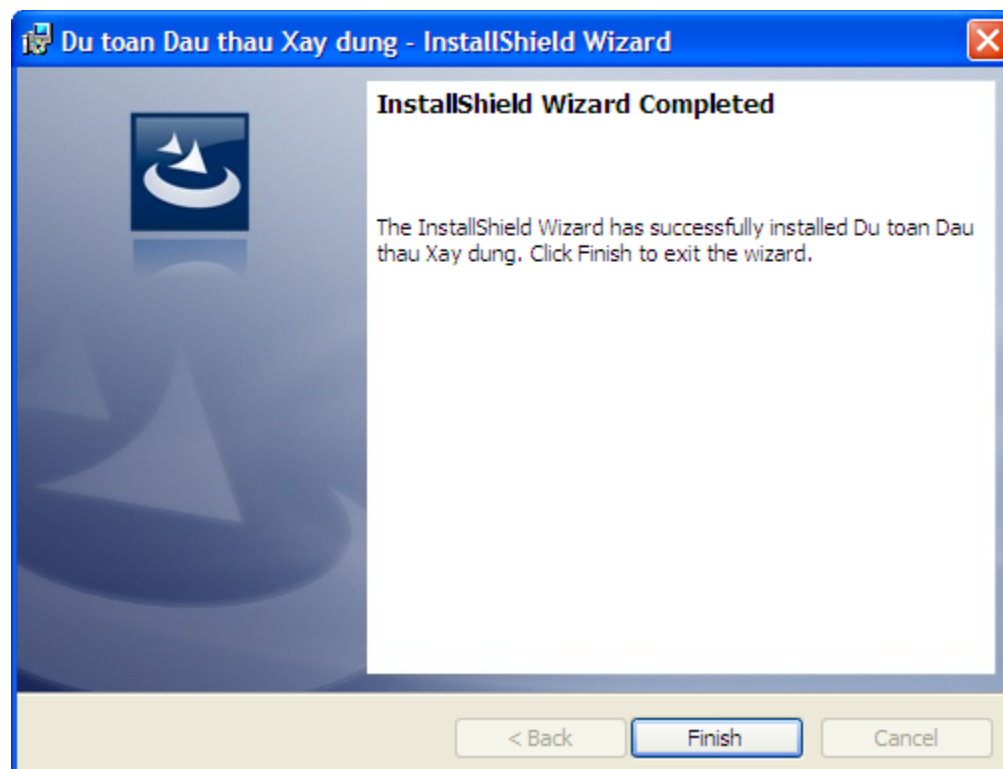 Du toan Dau thau Xay dung - InstallShield Wizard
InstallShield Wizard Completed
The InstallShield Wizard has successfully installed Du toan Dau
thau Xay dung. Click Finish to exit the wizard.
< Back
Finish
Cancel